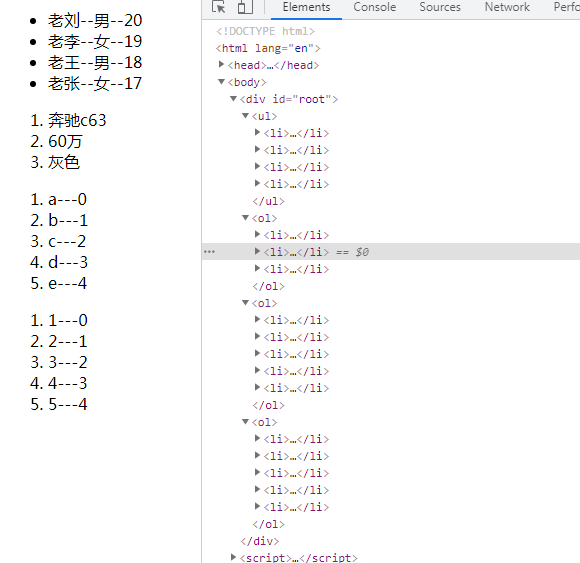 老刘--男--20
老李--女--19
老王--男--18
老张--女--17
1. 奔驰c63
2. 60万
3. 灰色
1. a---0
2. b---1
3. c---2
4. d---3
5. e---4
1. 1---0
2. 2---1
3. 3---2
4. 4---3
5. 5---4
Elements Console Sources Network Perfo
<!DOCTYPE html>
<html lang="en">
<head>…</head>
<body>
<div id="root">
<ul>
<li>…</li>
<li>…</li>
<li>…</li>
<li>…</li>
</ul>
<ol>
<li>…</li>
<li>…</li> == $0
<li>…</li>
</ol>
<ol>
<li>…</li>
<li>…</li>
<li>…</li>
<li>…</li>
<li>…</li>
</ol>
<ol>
<li>…</li>
<li>…</li>
<li>…</li>
<li>…</li>
<li>…</li>
</ol>
</div>
<script>…</script>